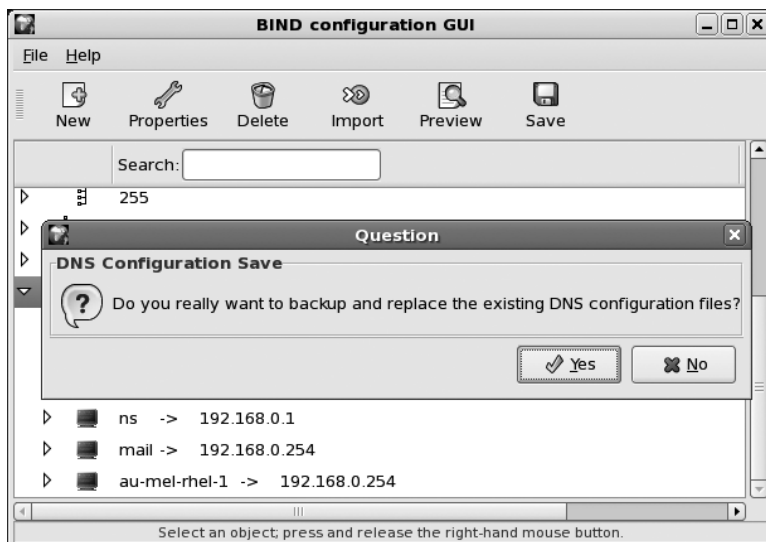 BIND configuration GUI
File Help
New Properties Delete Import Preview Save
Search:
255
Question
DNS Configuration Save
Do you really want to backup and replace the existing DNS configuration files?
Yes No
ns -> 192.168.0.1
mail -> 192.168.0.254
au-mel-rhel-1 -> 192.168.0.254
Select an object; press and release the right-hand mouse button.